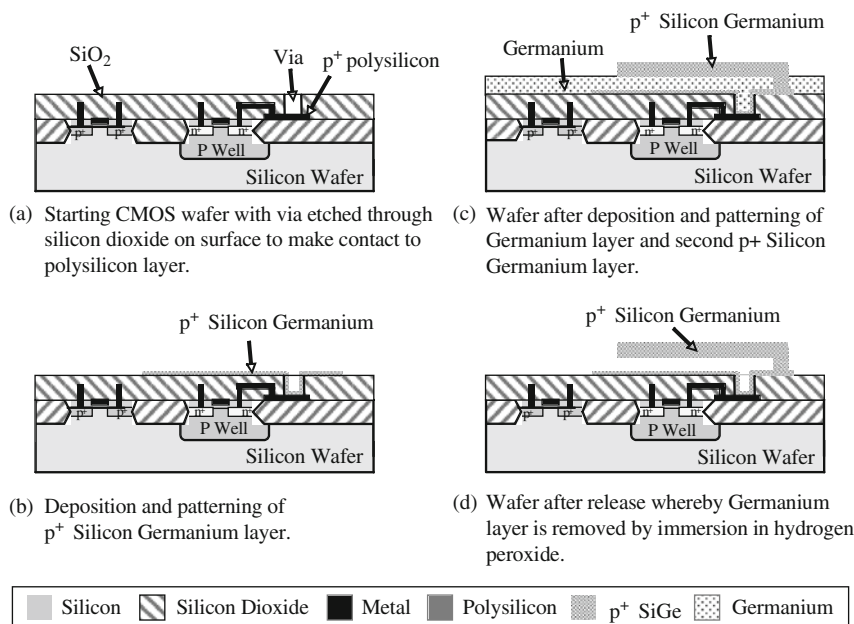 SiO2
Via
p+ polysilicon
p+
p+
n+
n+
P Well
Silicon Wafer
(a) Starting CMOS wafer with via etched through
silicon dioxide on surface to make contact to
polysilicon layer.
p+ Silicon Germanium
Germanium
p+
p+
n+
n+
P Well
Silicon Wafer
(c) Wafer after deposition and patterning of
Germanium layer and second p+ Silicon
Germanium layer.
p+ Silicon Germanium
p+
p+
n+
n+
P Well
Silicon Wafer
(b) Deposition and patterning of
p+ Silicon Germanium layer.
p+ Silicon Germanium
p+
p+
n+
n+
P Well
Silicon Wafer
(d) Wafer after release whereby Germanium
layer is removed by immersion in hydrogen
peroxide.
Silicon Silicon Dioxide Metal Polysilicon p+ SiGe Germanium